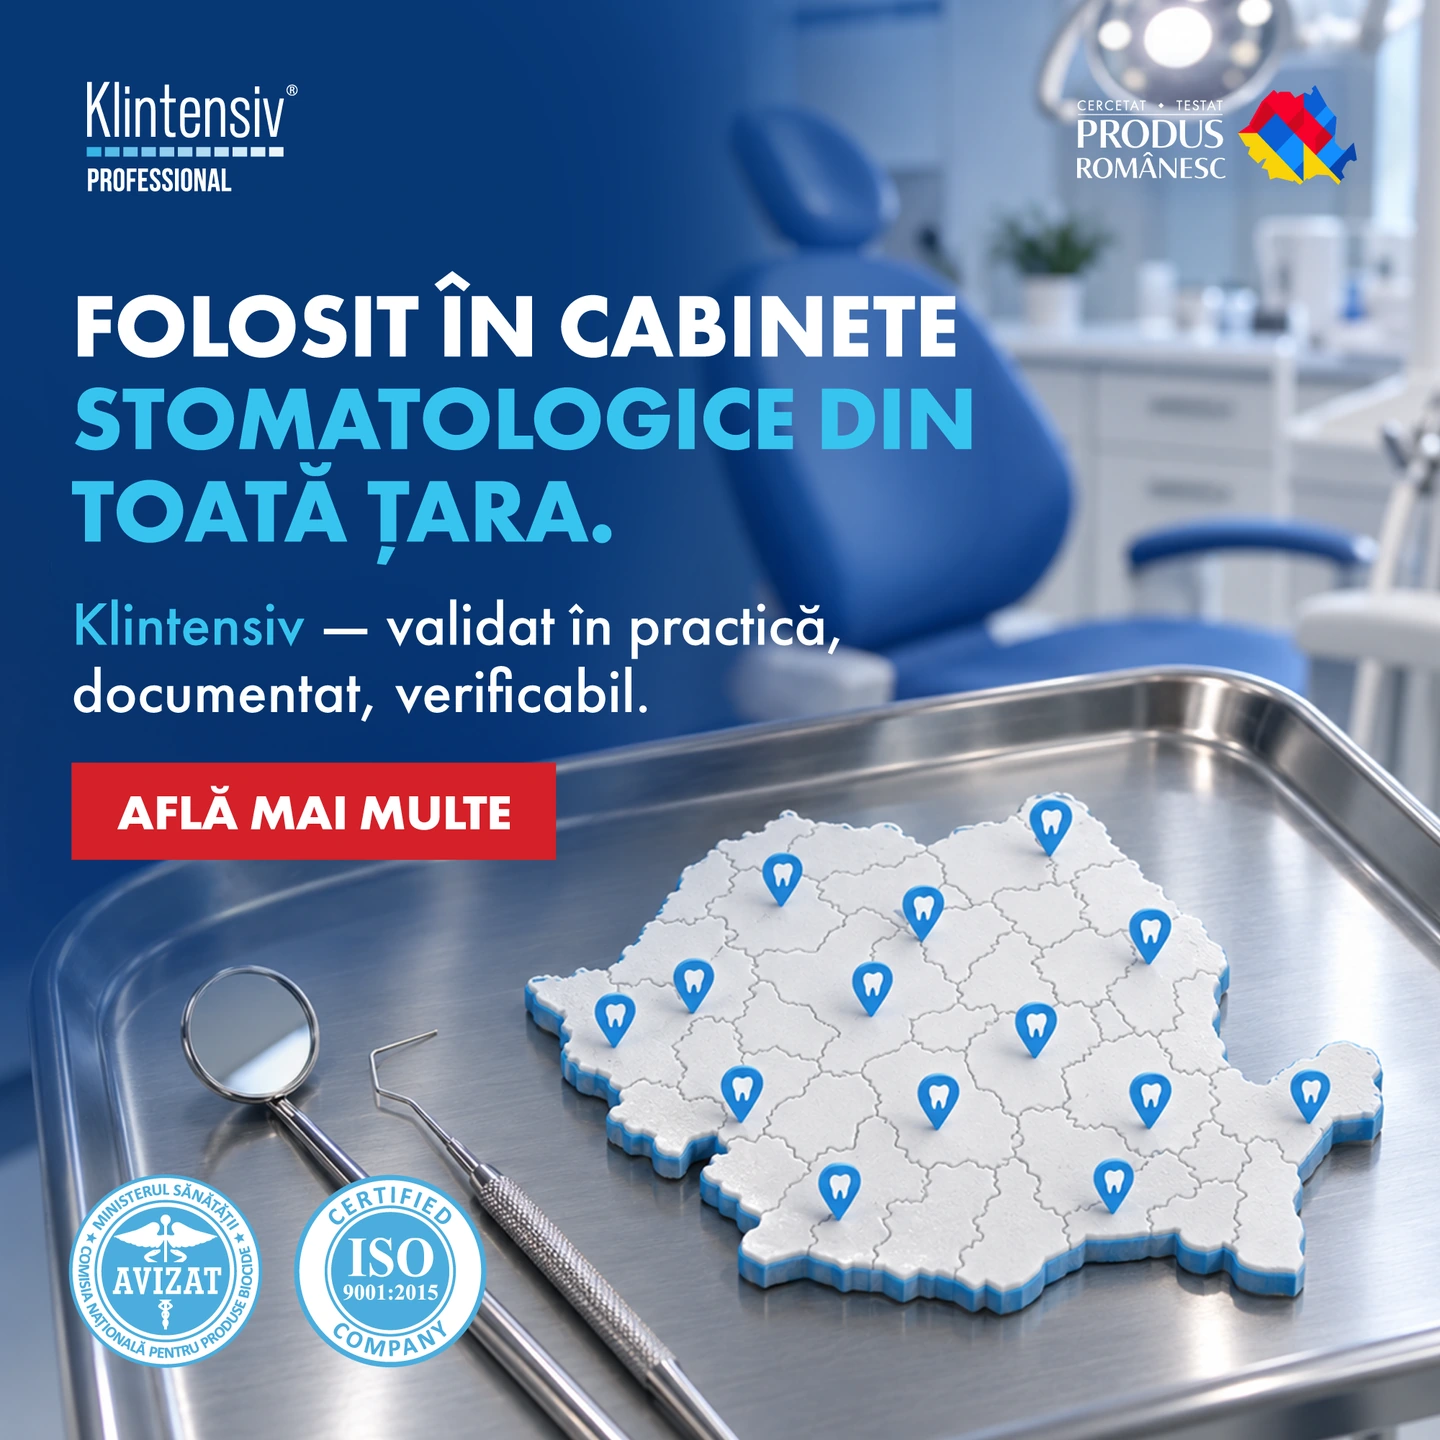 Klintensiv®
PROFESSIONAL
CERCETAT • TESTAT
PRODUS
ROMÂNESC
FOLOSIT ÎN CABINETE
STOMATOLOGICE DIN
TOATĂ ȚARA.
Klintensiv — validat în practică,
documentat, verificabil.
AFLĂ MAI MULTE
★ MINISTERUL SĂNĂTĂȚII ★
COMISIA NAȚIONALĂ PENTRU PRODUSE BIOCIDE
AVIZAT
CERTIFIED
ISO
9001:2015
COMPANY